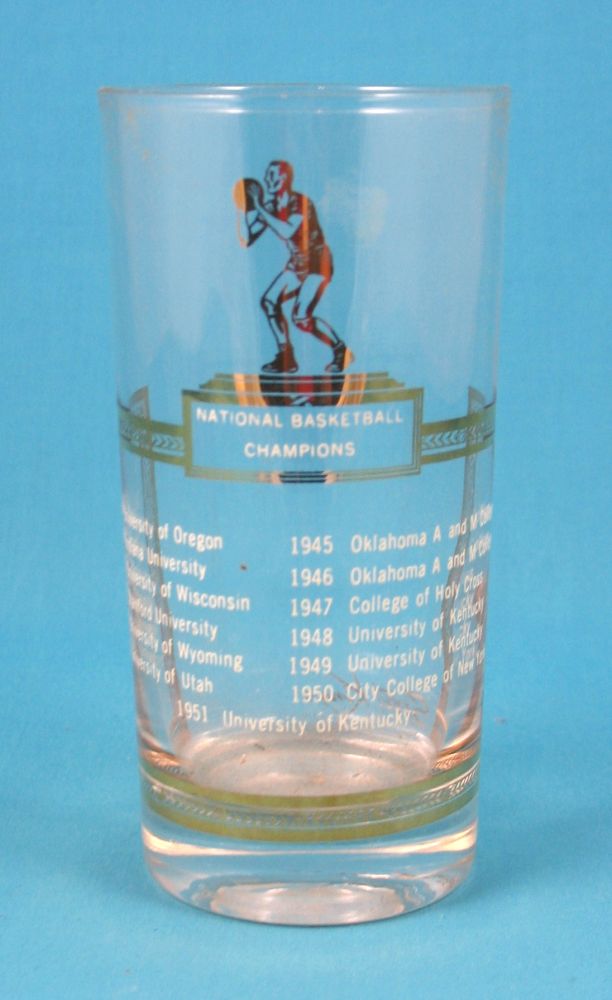 NATIONAL BASKETBALL
CHAMPIONS
of Oregon 1945 Oklahoma A and M
University 1946 Oklahoma A and M
of Wisconsin 1947 College of Holy Cross
University 1948 University of Kentucky
of Wyoming 1949 University of Kentucky
of Utah 1950 City College of New York
1951 University of Kentucky